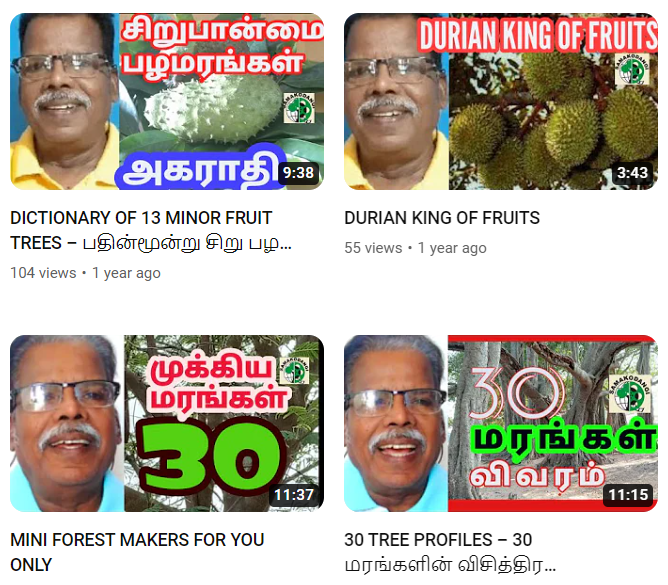 சிறுபான்மை
பழமரங்கள்
அகராதி
9:38
DICTIONARY OF 13 MINOR FRUIT
TREES – பதின்மூன்று சிறு பழ...
104 views • 1 year ago
DURIAN KING OF FRUITS
3:43
DURIAN KING OF FRUITS
55 views • 1 year ago
முக்கிய
மரங்கள்
30
11:37
MINI FOREST MAKERS FOR YOU
ONLY
30
மரங்கள்
விவரம்
11:15
30 TREE PROFILES – 30
மரங்களின் விசித்திர...